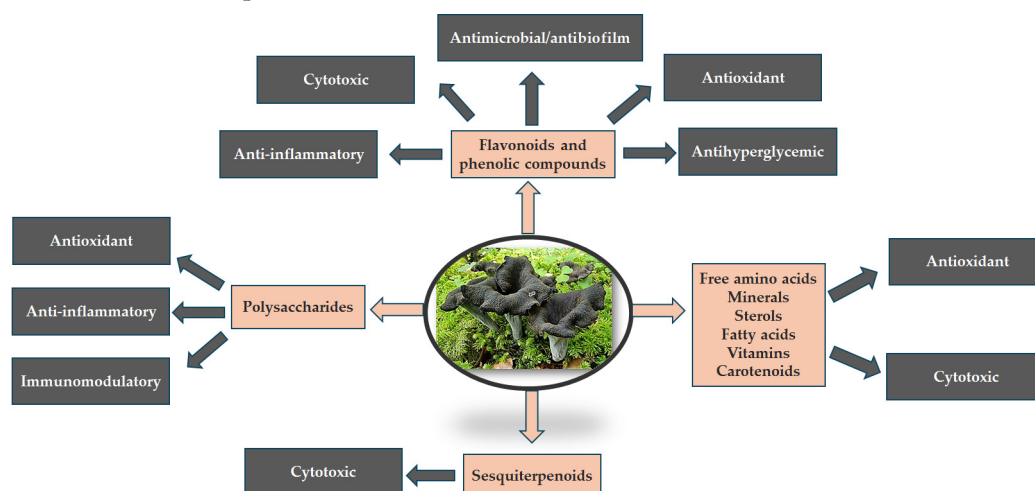 Antimicrobial/antibiofilm
Cytotoxic
Antioxidant
Anti-inflammatory
Flavonoids and
phenolic compounds
Antihyperglycemic
Antioxidant
Anti-inflammatory
Immunomodulatory
Polysaccharides
Free amino acids
Minerals
Sterols
Fatty acids
Vitamins
Carotenoids
Antioxidant
Cytotoxic
Cytotoxic
Sesquiterpenoids